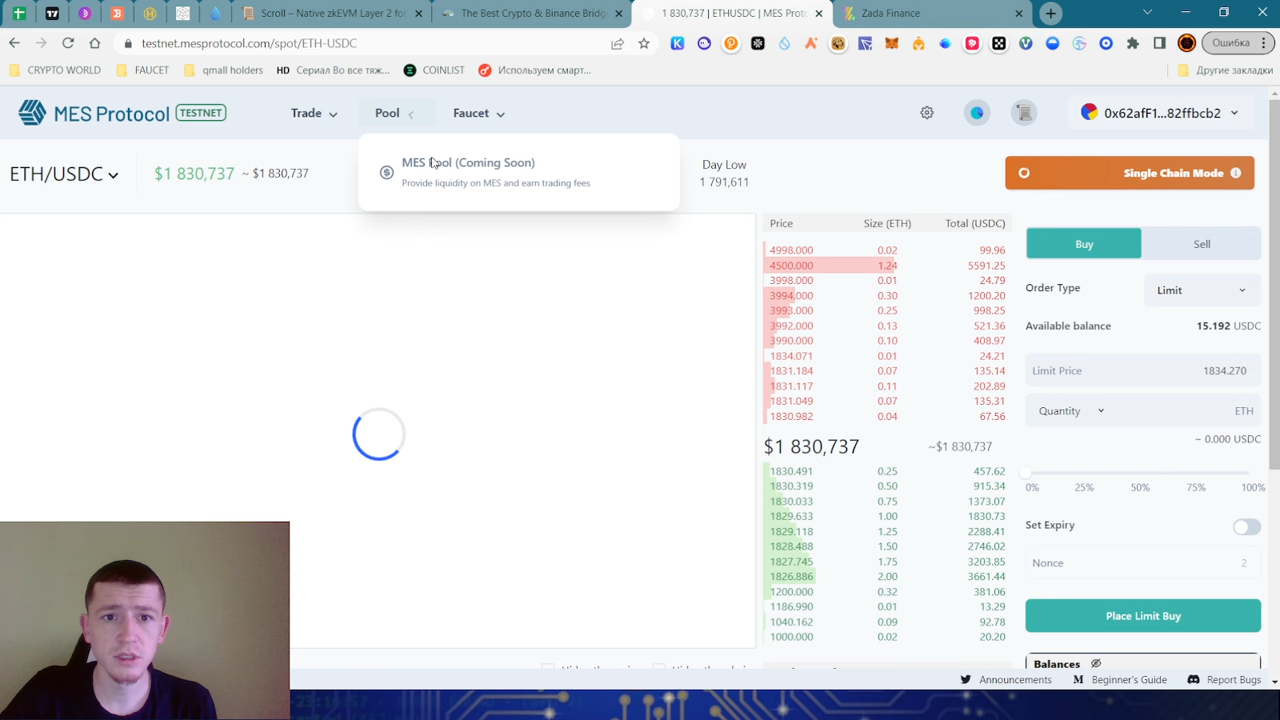 Scroll – Native zkEVM Layer 2 fo
The Best Crypto & Binance Bridg
1 830,737 | ETHUSDC | MES Proto
Zada Finance
testnet.mesprotocol.com/spot/ETH-USDC
Ошибка
CRYPTO WORLD
FAUCET
qmall holders
HD Сериал Во все тяж...
COINLIST
Используем смарт...
Другие закладки
MES Protocol
TESTNET
Trade
Pool
Faucet
0x62afF1...82ffbcb2
MES Pool (Coming Soon)
Provide liquidity on MES and earn trading fees
ETH/USDC
$1 830,737 ~ $1 830,737
Day Low
1 791,611
Single Chain Mode
Price Size (ETH) Total (USDC)
4998.000 0.02 99.96
4500.000 1.24 5591.25
3998.000 0.01 24.79
3994.000 0.30 1200.20
3993.000 0.25 998.25
3992.000 0.13 521.36
3990.000 0.10 408.97
1834.071 0.01 24.21
1831.184 0.07 135.14
1831.117 0.11 202.89
1831.049 0.07 135.31
1830.982 0.04 67.56
$1 830,737 ~$1 830,737
1830.491 0.25 457.62
1830.319 0.50 915.34
1830.033 0.75 1373.07
1829.633 1.00 1830.73
1829.118 1.25 2288.41
1828.488 1.50 2746.02
1827.745 1.75 3203.85
1826.886 2.00 3661.44
1200.000 0.32 381.06
1186.990 0.01 13.29
1040.162 0.09 92.78
1000.000 0.02 20.20
Buy Sell
Order Type Limit
Available balance 15.192 USDC
Limit Price 1834.270
Quantity ETH
~ 0.000 USDC
0% 25% 50% 75% 100%
Set Expiry
Nonce 2
Place Limit Buy
Balances
Announcements
Beginner's Guide
Report Bugs